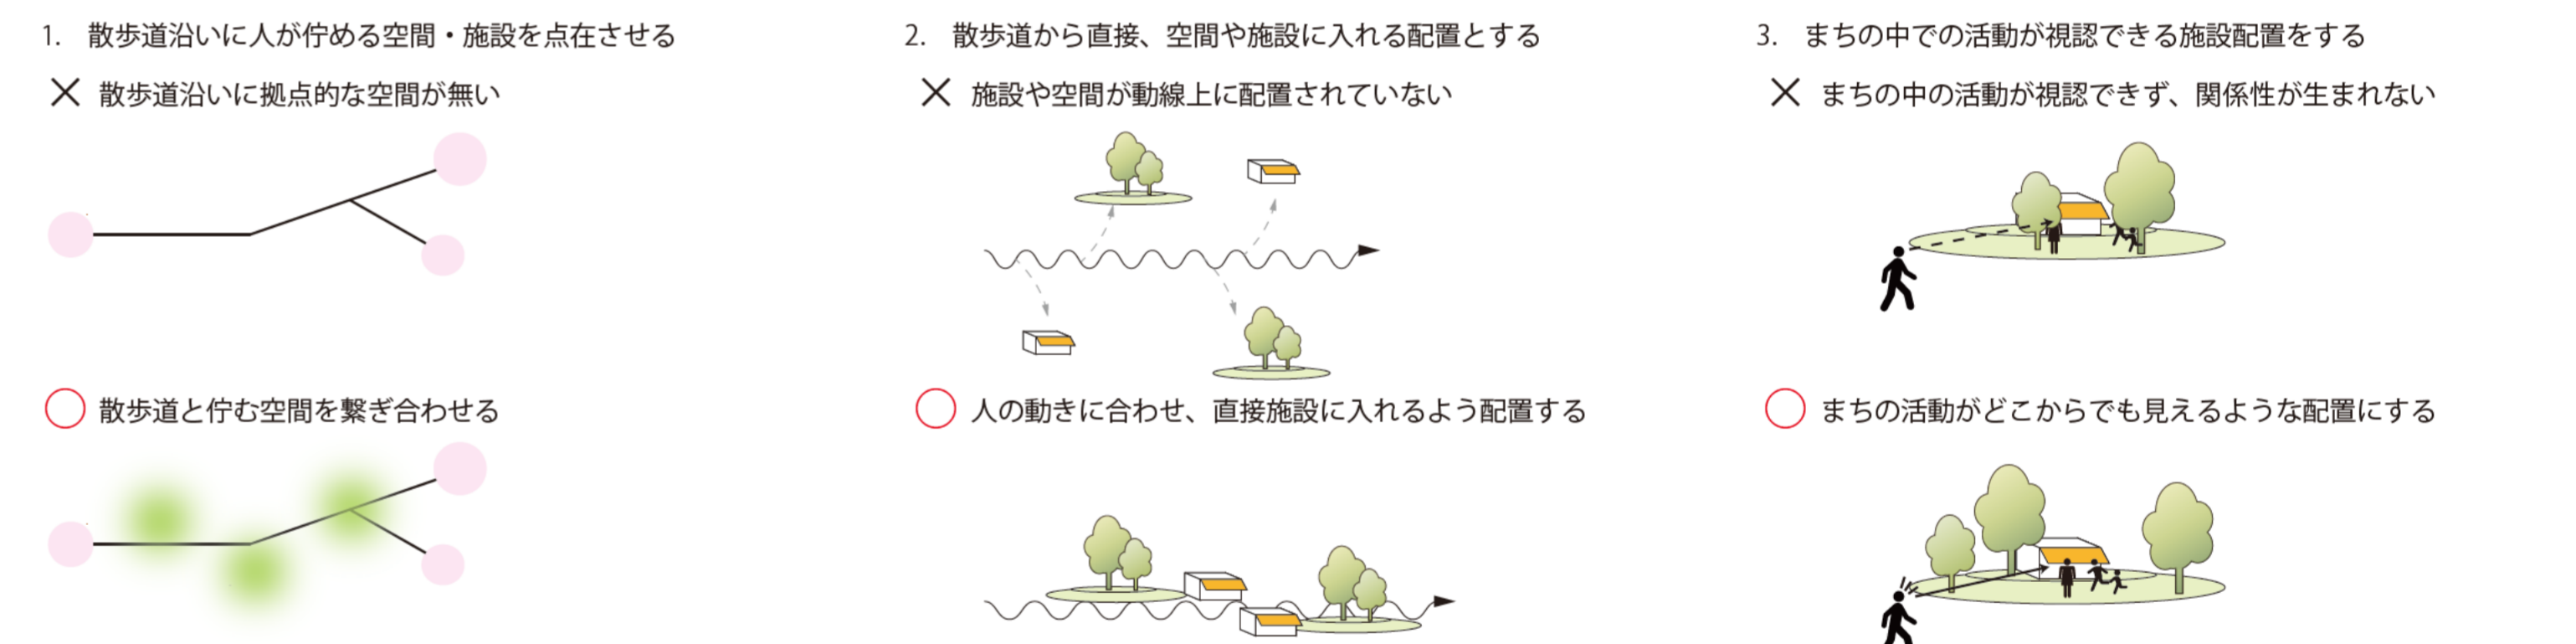 1. 散歩道沿いに人が佇める空間・施設を点在させる
× 散歩道沿いに拠点的な空間が無い
○ 散歩道と佇む空間を繋ぎ合わせる
2. 散歩道から直接、空間や施設に入れる配置とする
× 施設や空間が動線上に配置されていない
○ 人の動きに合わせ、直接施設に入れるよう配置する
3. まちの中での活動が視認できる施設配置をする
× まちの中の活動が視認できず、関係性が生まれない
○ まちの活動がどこからでも見えるような配置にする